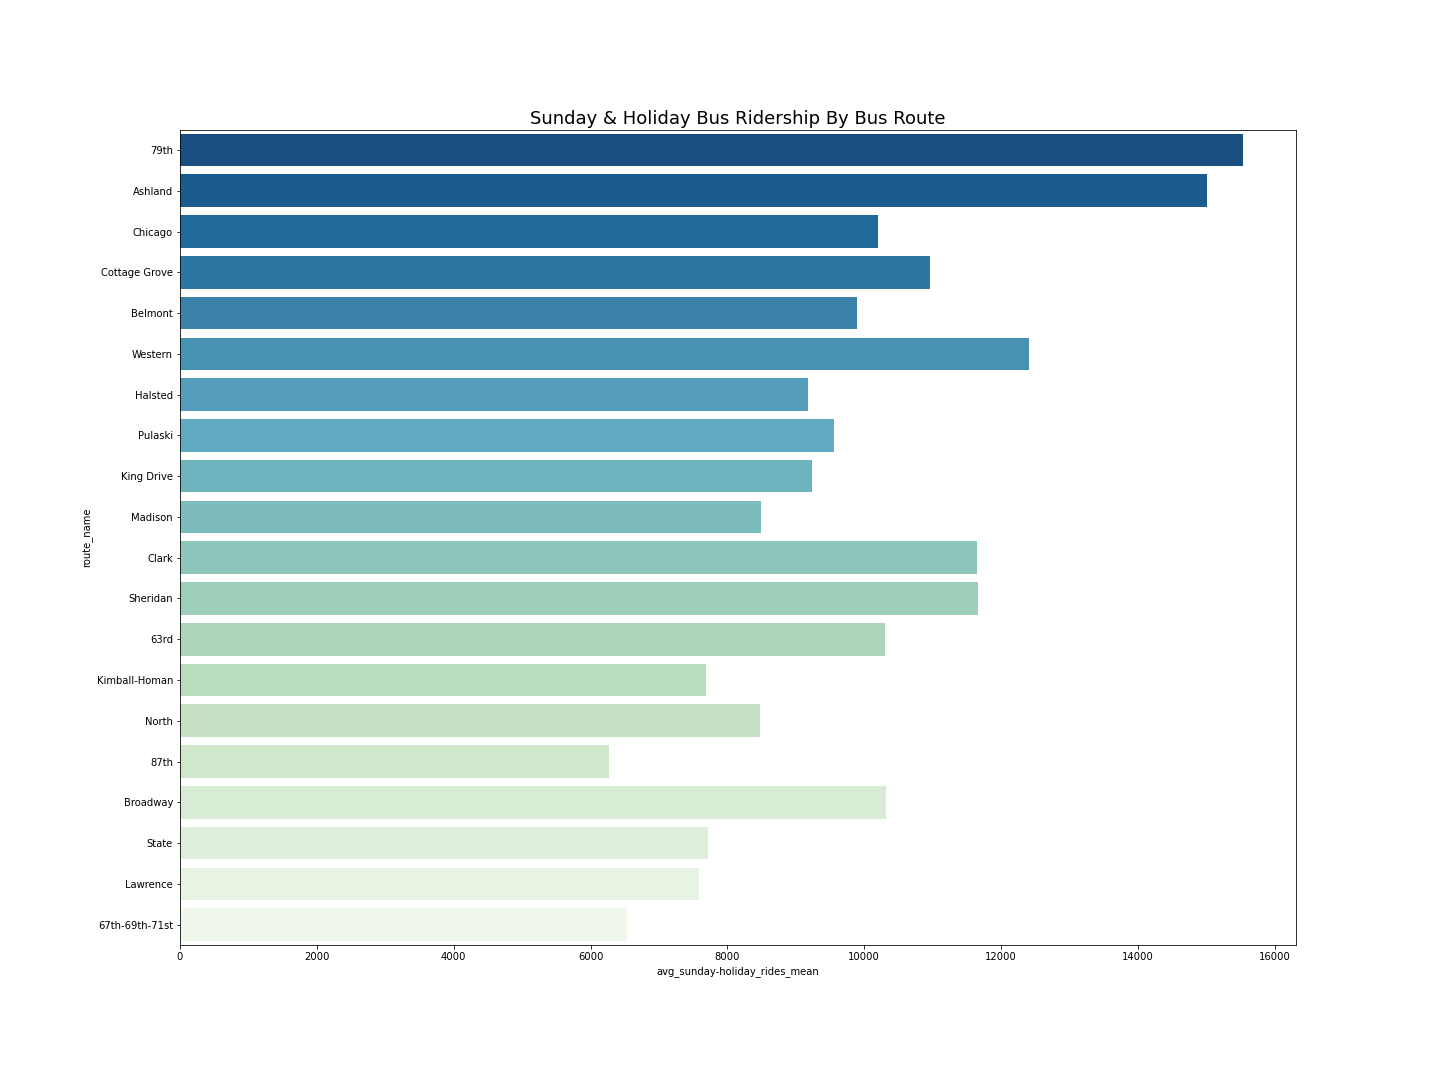 Sunday & Holiday Bus Ridership By Bus Route
79th
Ashland
Chicago
Cottage Grove
Belmont
Western
Halsted
Pulaski
King Drive
Madison
route_name
Clark
Sheridan
63rd
Kimball-Homan
North
87th
Broadway
State
Lawrence
67th-69th-71st
0 2000 4000 6000 8000 10000 12000 14000 16000
avg_sunday-holiday_rides_mean